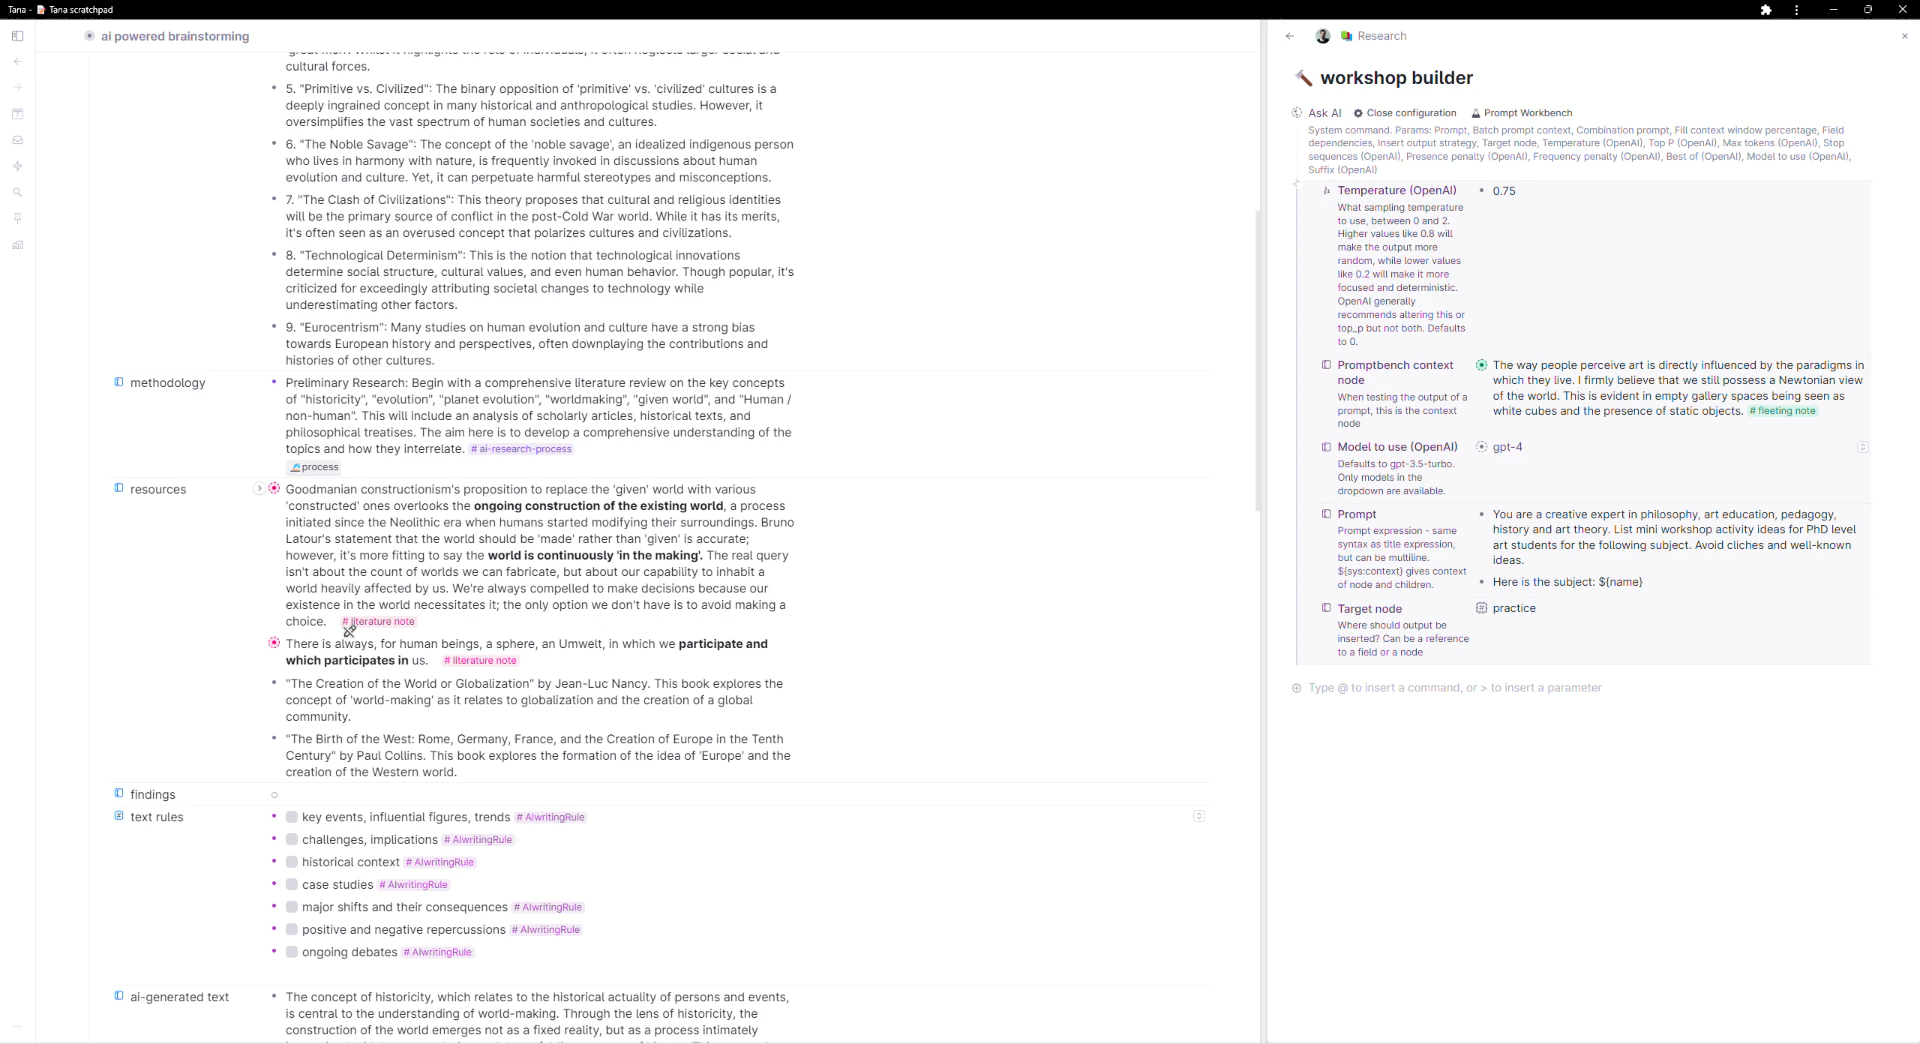 Tana - Tana scratchpad
ai powered brainstorming
cultural forces.
5. "Primitive vs. Civilized": The binary opposition of 'primitive' vs. 'civilized' cultures is a
deeply ingrained concept in many historical and anthropological studies. However, it
oversimplifies the vast spectrum of human societies and cultures.
6. "The Noble Savage": The concept of the 'noble savage', an idealized indigenous person
who lives in harmony with nature, is frequently invoked in discussions about human
evolution and culture. Yet, it can perpetuate harmful stereotypes and misconceptions.
7. "The Clash of Civilizations": This theory proposes that cultural and religious identities
will be the primary source of conflict in the post-Cold War world. While it has its merits,
it's often seen as an overused concept that polarizes cultures and civilizations.
8. "Technological Determinism": This is the notion that technological innovations
determine social structure, cultural values, and even human behavior. Though popular, it's
criticized for exceedingly attributing societal changes to technology while
underestimating other factors.
9. "Eurocentrism": Many studies on human evolution and culture have a strong bias
towards European history and perspectives, often downplaying the contributions and
histories of other cultures.
methodology
Preliminary Research: Begin with a comprehensive literature review on the key concepts
of "historicity", "evolution", "planet evolution", "worldmaking", "given world", and "Human /
non-human". This will include an analysis of scholarly articles, historical texts, and
philosophical treatises. The aim here is to develop a comprehensive understanding of the
topics and how they interrelate. # ai-research-process
process
resources
Goodmanian constructionism's proposition to replace the 'given' world with various
'constructed' ones overlooks the ongoing construction of the existing world, a process
initiated since the Neolithic era when humans started modifying their surroundings. Bruno
Latour's statement that the world should be 'made' rather than 'given' is accurate;
however, it's more fitting to say the world is continuously 'in the making'. The real query
isn't about the count of worlds we can fabricate, but about our capability to inhabit a
world heavily affected by us. We're always compelled to make decisions because our
existence in the world necessitates it; the only option we don't have is to avoid making a
choice. # literature note
There is always, for human beings, a sphere, an Umwelt, in which we participate and
which participates in us. # literature note
"The Creation of the World or Globalization" by Jean-Luc Nancy. This book explores the
concept of 'world-making' as it relates to globalization and the creation of a global
community.
"The Birth of the West: Rome, Germany, France, and the Creation of Europe in the Tenth
Century" by Paul Collins. This book explores the formation of the idea of 'Europe' and the
creation of the Western world.
findings
text rules
key events, influential figures, trends # AIwritingRule
challenges, implications # AIwritingRule
historical context # AIwritingRule
case studies # AIwritingRule
major shifts and their consequences # AIwritingRule
positive and negative repercussions # AIwritingRule
ongoing debates # AIwritingRule
ai-generated text
The concept of historicity, which relates to the historical actuality of persons and events,
is central to the understanding of world-making. Through the lens of historicity, the
construction of the world emerges not as a fixed reality, but as a process intimately
Research
workshop builder
Ask AI Close configuration Prompt Workbench
System command. Params: Prompt, Batch prompt context, Combination prompt, Fill context window percentage, Field
dependencies, Insert output strategy, Target node, Temperature (OpenAI), Top P (OpenAI), Max tokens (OpenAI), Stop
sequences (OpenAI), Presence penalty (OpenAI), Frequency penalty (OpenAI), Best of (OpenAI), Model to use (OpenAI),
Suffix (OpenAI)
Temperature (OpenAI)
0.75
What sampling temperature
to use, between 0 and 2.
Higher values like 0.8 will
make the output more
random, while lower values
like 0.2 will make it more
focused and deterministic.
OpenAI generally
recommends altering this or
top_p but not both. Defaults
to 0.
Promptbench context
node
When testing the output of a
prompt, this is the context
node
The way people perceive art is directly influenced by the paradigms in
which they live. I firmly believe that we still possess a Newtonian view
of the world. This is evident in empty gallery spaces being seen as
white cubes and the presence of static objects. # fleeting note
Model to use (OpenAI)
gpt-4
Defaults to gpt-3.5-turbo.
Only models in the
dropdown are available.
Prompt
Prompt expression - same
syntax as title expression,
but can be multiline.
${sys:context} gives context
of node and children.
You are a creative expert in philosophy, art education, pedagogy,
history and art theory. List mini workshop activity ideas for PhD level
art students for the following subject. Avoid cliches and well-known
ideas.
Here is the subject: ${name}
Target node
practice
Where should output be
inserted? Can be a reference
to a field or a node
Type @ to insert a command, or > to insert a parameter